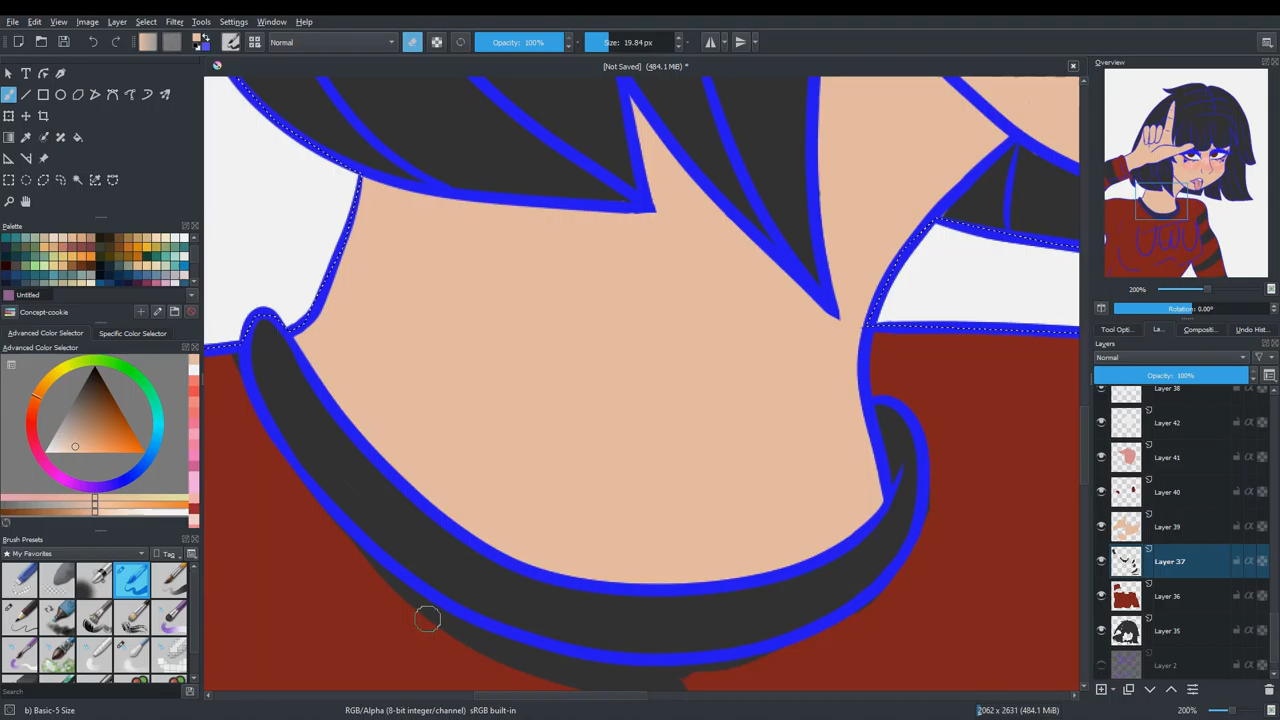 File Edit View Image Layer Select Filter Tools Settings Window Help
Normal Opacity: 100% Size: 19.84 px
[Not Saved] (484.1 MiB) *
Overview
200%
Rotation: 0.00°
Tool Opti... La... Compositi... Undo Hist...
Layers
Normal
Opacity: 100%
Layer 38
Layer 42
Layer 41
Layer 40
Layer 39
Layer 37
Layer 36
Layer 35
Layer 2
Palette
Untitled
Concept-cookie
Advanced Color Selector Specific Color Selector
Advanced Color Selector
Brush Presets
★ My Favorites Tag
Search
b) Basic-5 Size RGB/Alpha (8-bit integer/channel) sRGB built-in 2062 x 2631 (484.1 MiB) 200%